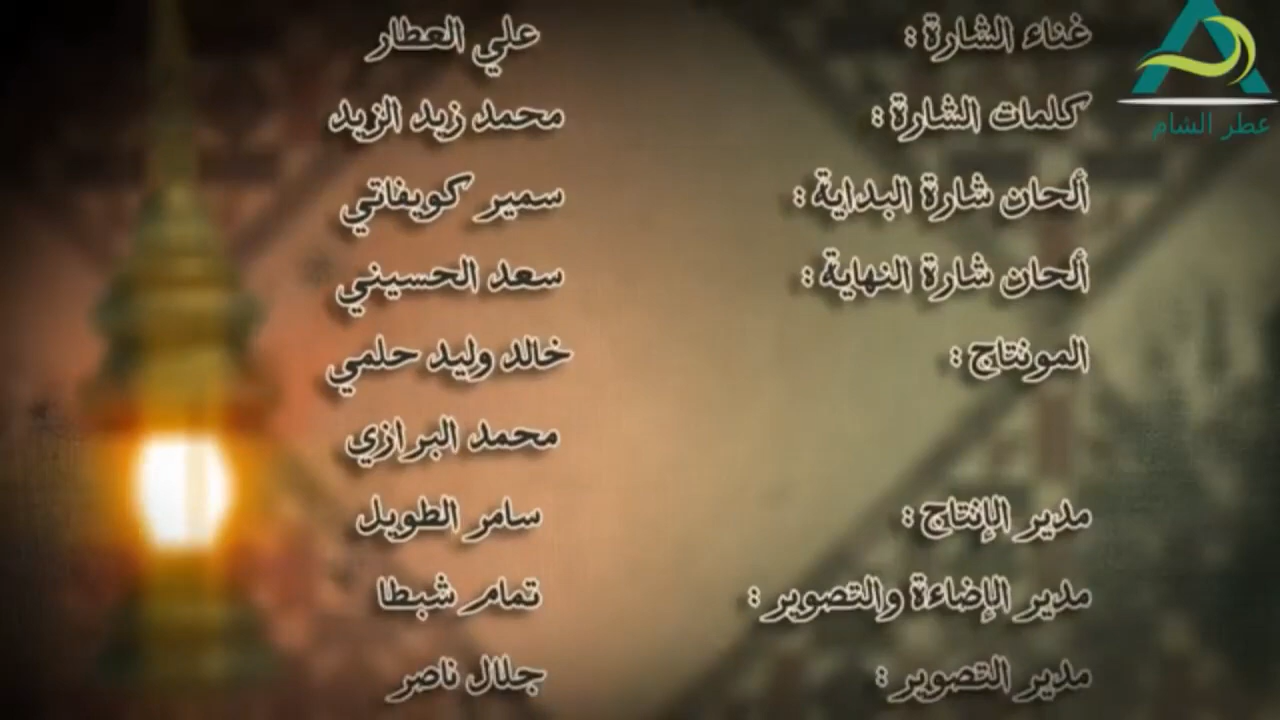 غناء الشارة : علي العطار
عطر الشام
كلمات الشارة : محمد زيد الزيد
ألحان شارة البداية : سمير كويفاتي
ألحان شارة النهاية : سعد الحسيني
المونتاج : خالد وليد حلمي
محمد البرازي
مدير الإنتاج : سامر الطويل
مدير الإضاءة والتصوير : تمام شبطا
مدير التصوير : جلال ناصر